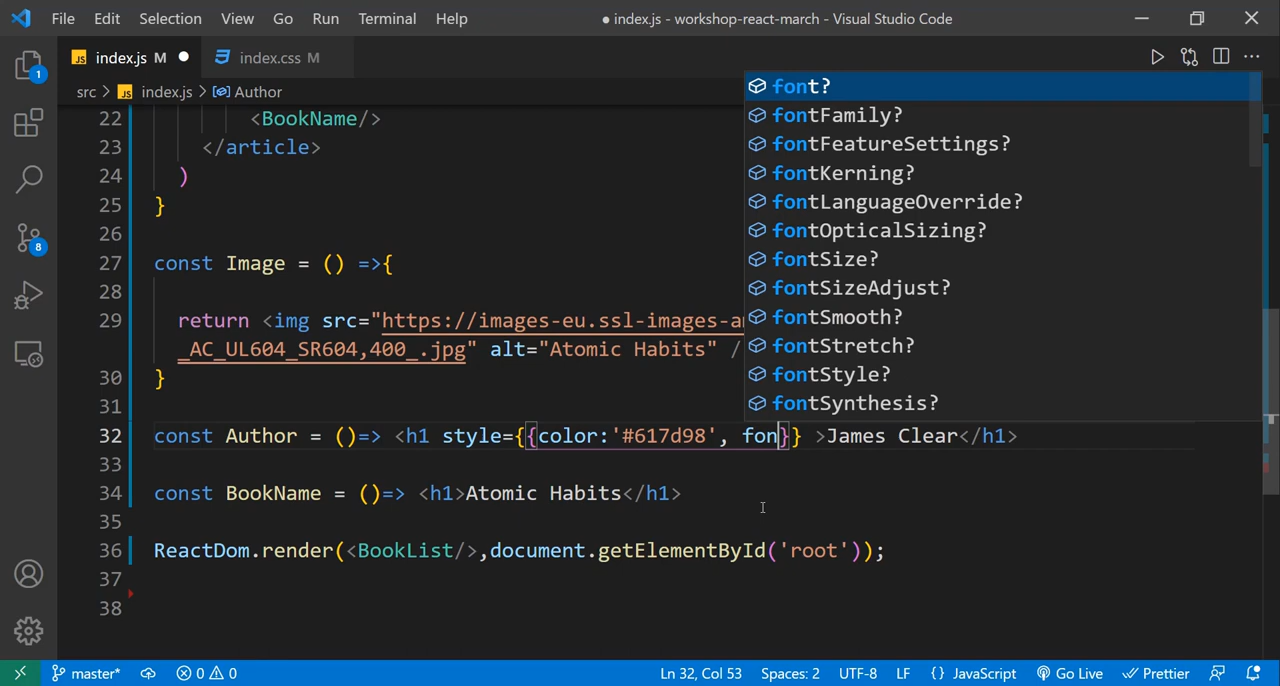 File Edit Selection View Go Run Terminal Help
● index.js - workshop-react-march - Visual Studio Code
JS index.js M ●
index.css M
src > JS index.js > Author
1
8
22 <BookName/>
23 </article>
24 )
25 }
26
27 const Image = () =>{
28
29 return <img src="https://images-eu.ssl-images-a
_AC_UL604_SR604,400_.jpg" alt="Atomic Habits" /
30 }
31
32 const Author = ()=> <h1 style={{color:'#617d98', fon}} >James Clear</h1>
33
34 const BookName = ()=> <h1>Atomic Habits</h1>
35
36 ReactDom.render(<BookList/>,document.getElementById('root'));
37
38
font?
fontFamily?
fontFeatureSettings?
fontKerning?
fontLanguageOverride?
fontOpticalSizing?
fontSize?
fontSizeAdjust?
fontSmooth?
fontStretch?
fontStyle?
fontSynthesis?
master* 0 0 Ln 32, Col 53 Spaces: 2 UTF-8 LF {} JavaScript Go Live Prettier